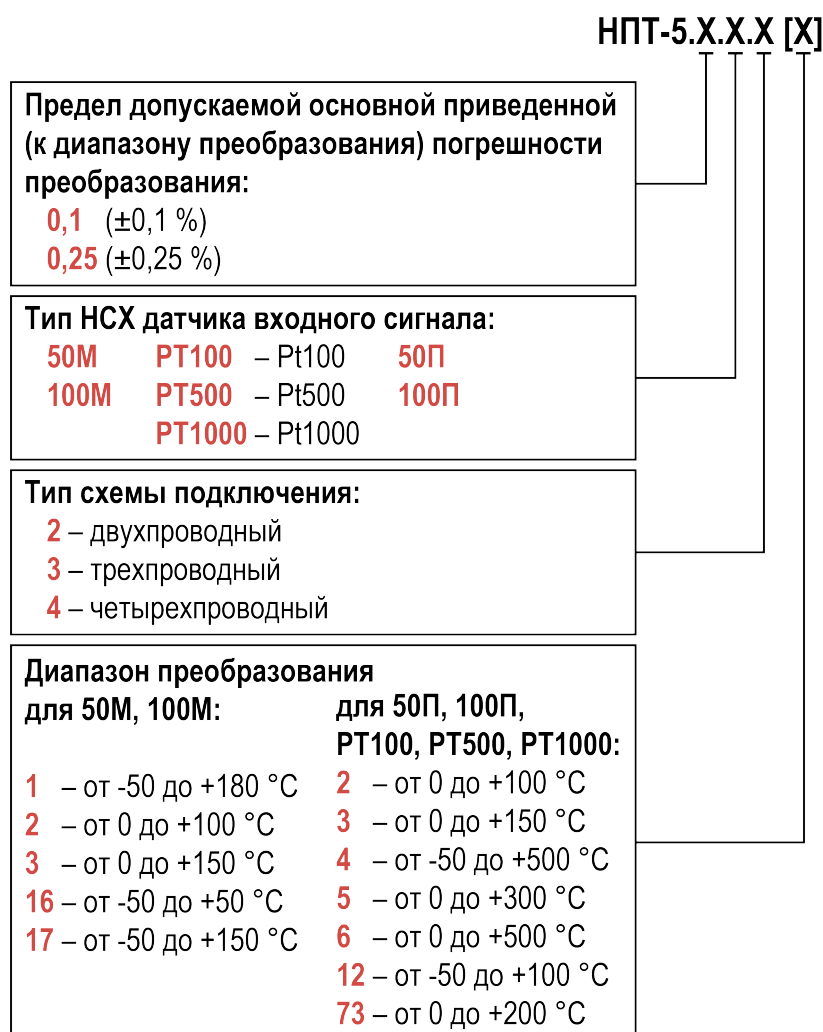 НПТ-5.X.X.X [X]
Предел допускаемой основной приведенной
(к диапазону преобразования) погрешности
преобразования:
0,1 (±0,1 %)
0,25 (±0,25 %)
Тип НСХ датчика входного сигнала:
50М PT100 – Pt100 50П
100М PT500 – Pt500 100П
PT1000 – Pt1000
Тип схемы подключения:
2 – двухпроводный
3 – трехпроводный
4 – четырехпроводный
Диапазон преобразования
для 50М, 100М:
1 – от -50 до +180 °C
2 – от 0 до +100 °C
3 – от 0 до +150 °C
16 – от -50 до +50 °C
17 – от -50 до +150 °C
для 50П, 100П,
PT100, PT500, PT1000:
2 – от 0 до +100 °C
3 – от 0 до +150 °C
4 – от -50 до +500 °C
5 – от 0 до +300 °C
6 – от 0 до +500 °C
12 – от -50 до +100 °C
73 – от 0 до +200 °C